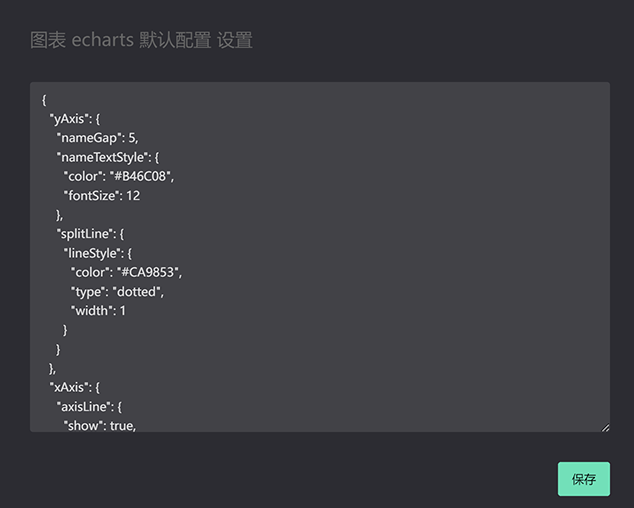 图表 echarts 默认配置 设置
{
"yAxis": {
"nameGap": 5,
"nameTextStyle": {
"color": "#B46C08",
"fontSize": 12
},
"splitLine": {
"lineStyle": {
"color": "#CA9853",
"type": "dotted",
"width": 1
}
}
},
"xAxis": {
"axisLine": {
"show": true,
保存